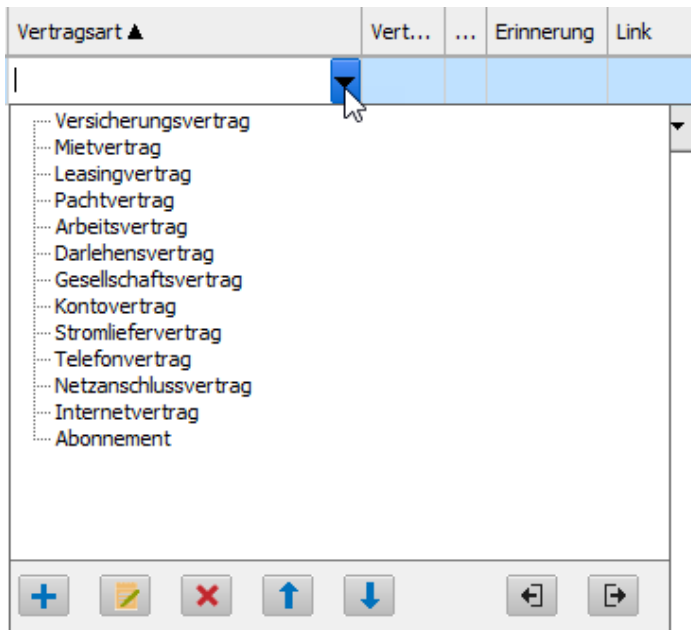 Vertragsart ▲ Vert... ... Erinnerung Link
Versicherungsvertrag
Mietvertrag
Leasingvertrag
Pachtvertrag
Arbeitsvertrag
Darlehensvertrag
Gesellschaftsvertrag
Kontovertrag
Stromliefervertrag
Telefonvertrag
Netzanschlussvertrag
Internetvertrag
Abonnement